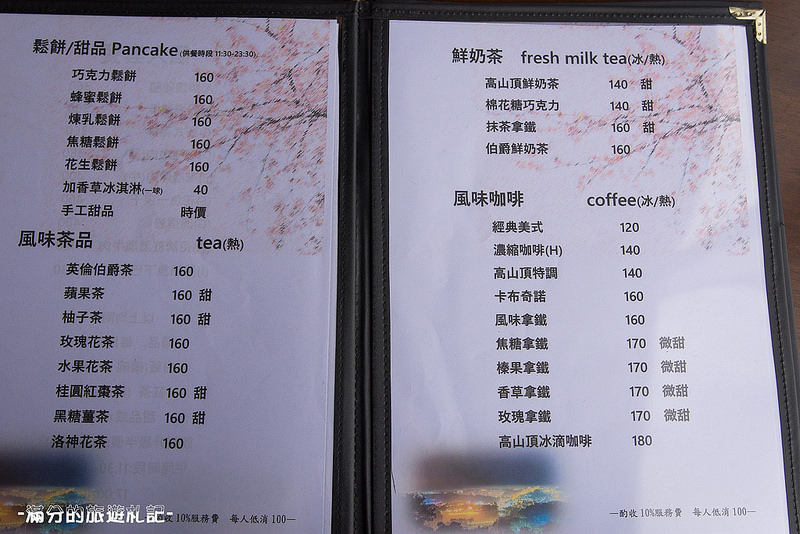 鬆餅/甜品 Pancake (供餐時段 11:30-23:30)
巧克力鬆餅 160
蜂蜜鬆餅 160
煉乳鬆餅 160
焦糖鬆餅 160
花生鬆餅 160
加香草冰淇淋(一球) 40
手工甜品 時價
風味茶品 tea(熱)
英倫伯爵茶 160
蘋果茶 160 甜
柚子茶 160 甜
玫瑰花茶 160
水果花茶 160
桂圓紅棗茶 160 甜
黑糖薑茶 160 甜
洛神花茶 160
收 10%服務費 每人低消 100—
-滿分的旅遊札記-
鮮奶茶 fresh milk tea(冰/熱)
高山頂鮮奶茶 140 甜
棉花糖巧克力 140 甜
抹茶拿鐵 160 甜
伯爵鮮奶茶 160
風味咖啡 coffee(冰/熱)
經典美式 120
濃縮咖啡(H) 140
高山頂特調 140
卡布奇諾 160
風味拿鐵 160
焦糖拿鐵 170 微甜
榛果拿鐵 170 微甜
香草拿鐵 170 微甜
玫瑰拿鐵 170 微甜
高山頂冰滴咖啡 180
—酌收 10%服務費 每人低消 100—